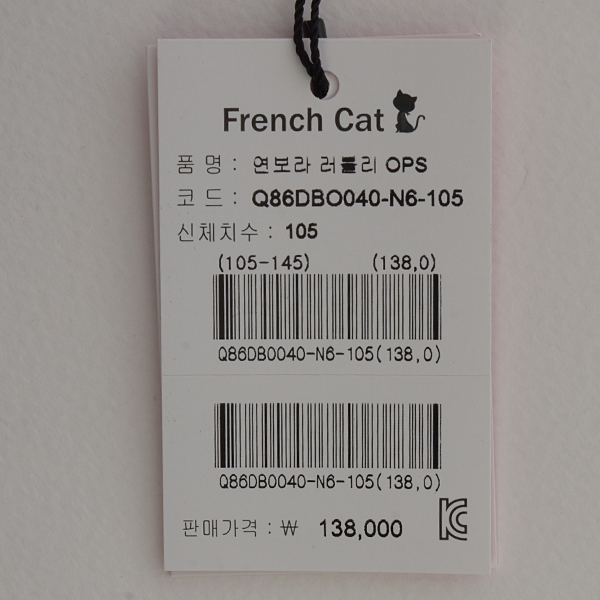 French Cat
품 명 : 연보라 러블리 OPS
코 드 : Q86DBO040-N6-105
신체치수 : 105
(105-145) (138,0)
Q86DBO040-N6-105(138,0)
Q86DBO040-N6-105(138,0)
판매가격 : ₩ 138,000